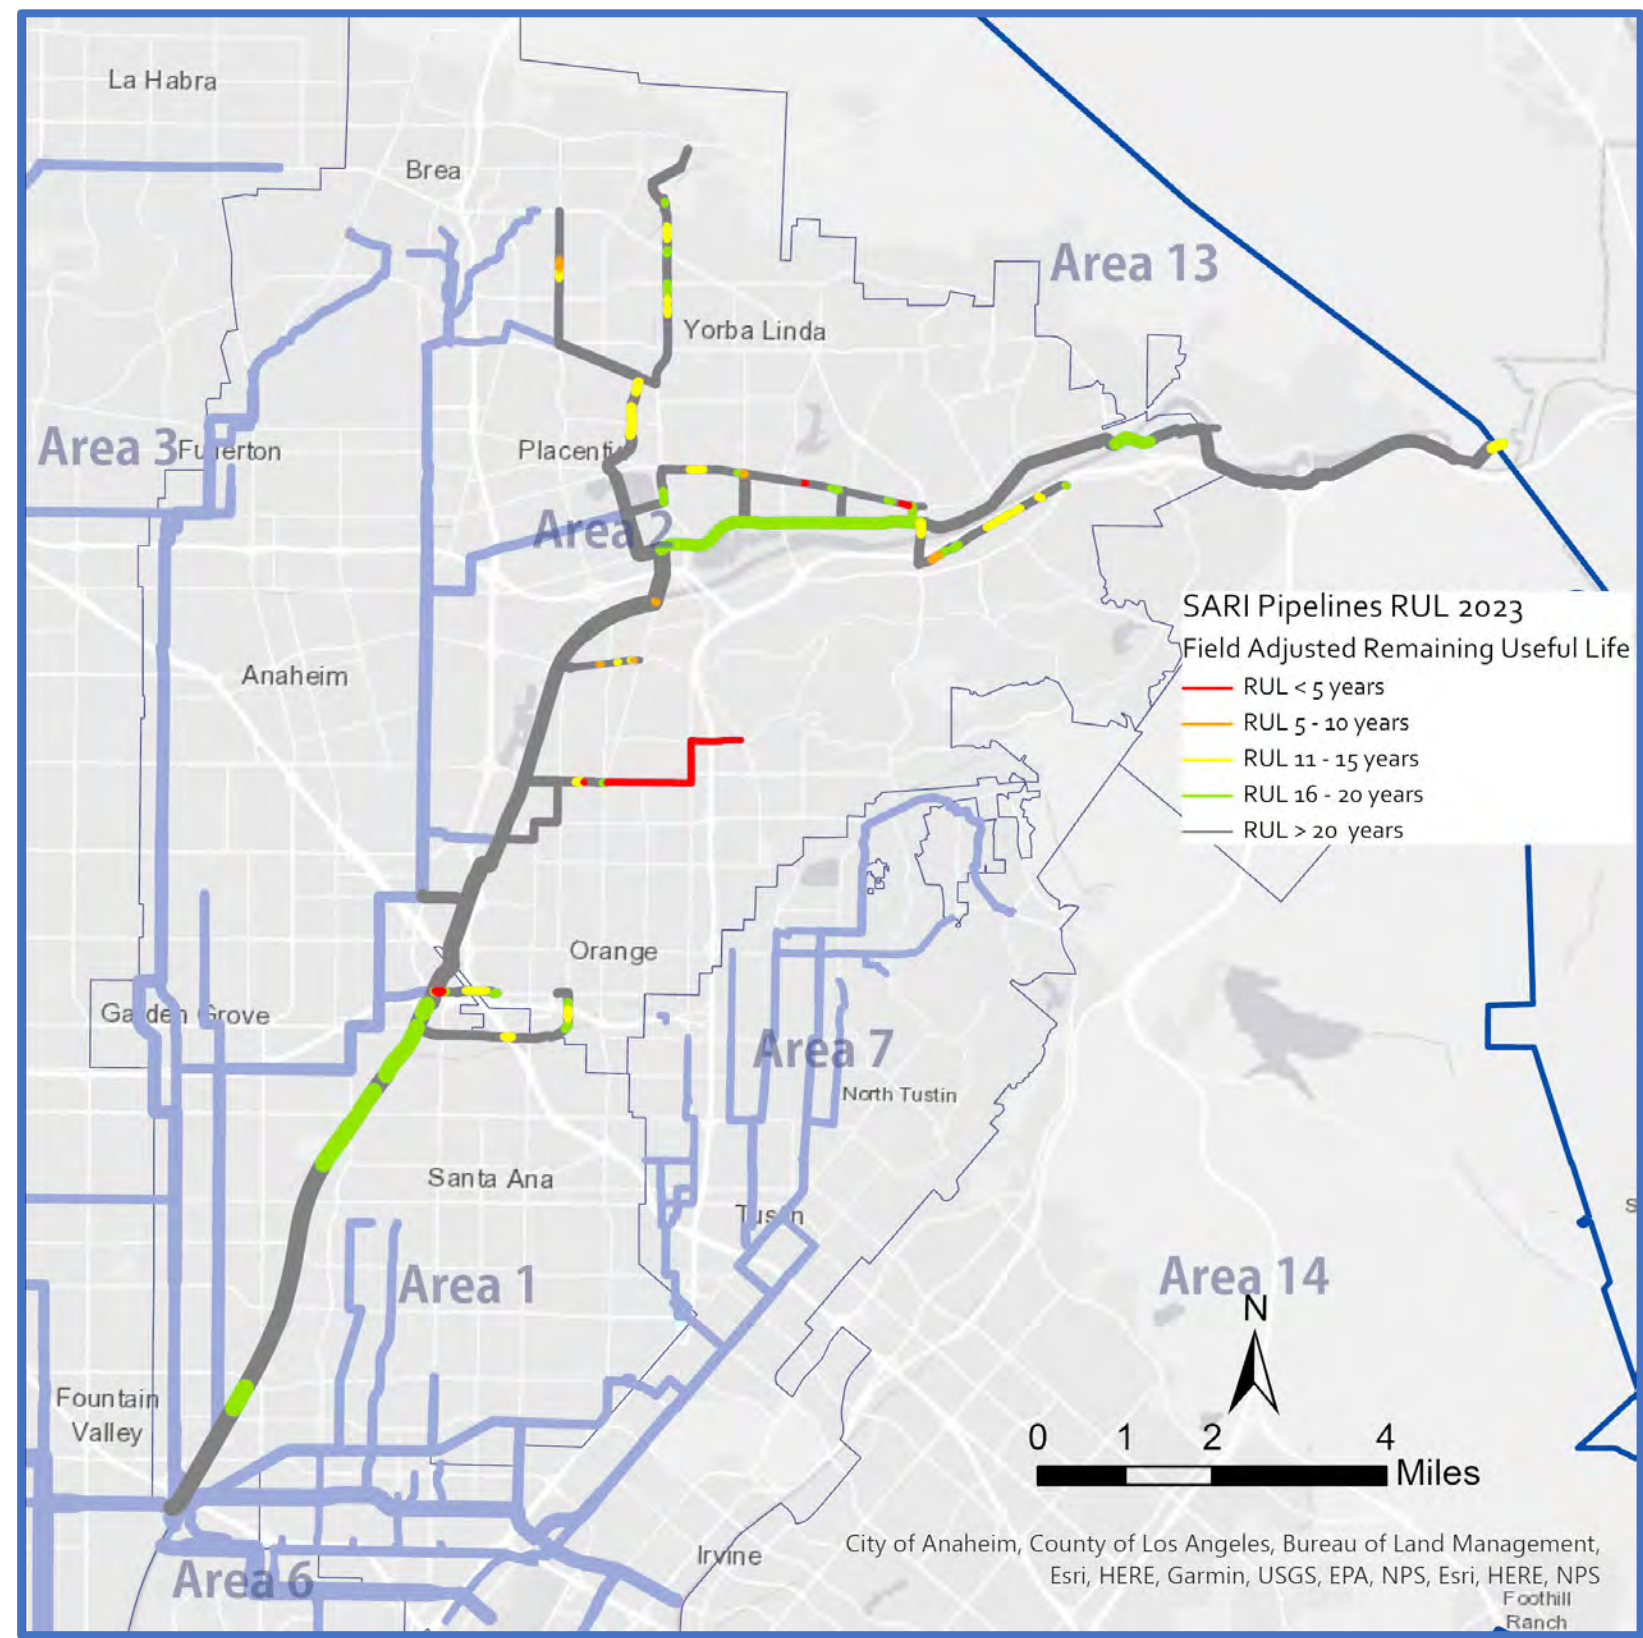 La Habra
Brea
Area 13
Yorba Linda
Area 3
Fullerton
Placentia
Area 2
SARI Pipelines RUL 2023
Field Adjusted Remaining Useful Life
RUL < 5 years
RUL 5 - 10 years
RUL 11 - 15 years
RUL 16 - 20 years
RUL > 20 years
Anaheim
Orange
Garden Grove
Area 7
North Tustin
Santa Ana
Tustin
S
Area 1
Area 14
N
Fountain
Valley
0 1 2 4
Miles
Irvine
City of Anaheim, County of Los Angeles, Bureau of Land Management,
Esri, HERE, Garmin, USGS, EPA, NPS, Esri, HERE, NPS
Area 6
Foothill
Ranch